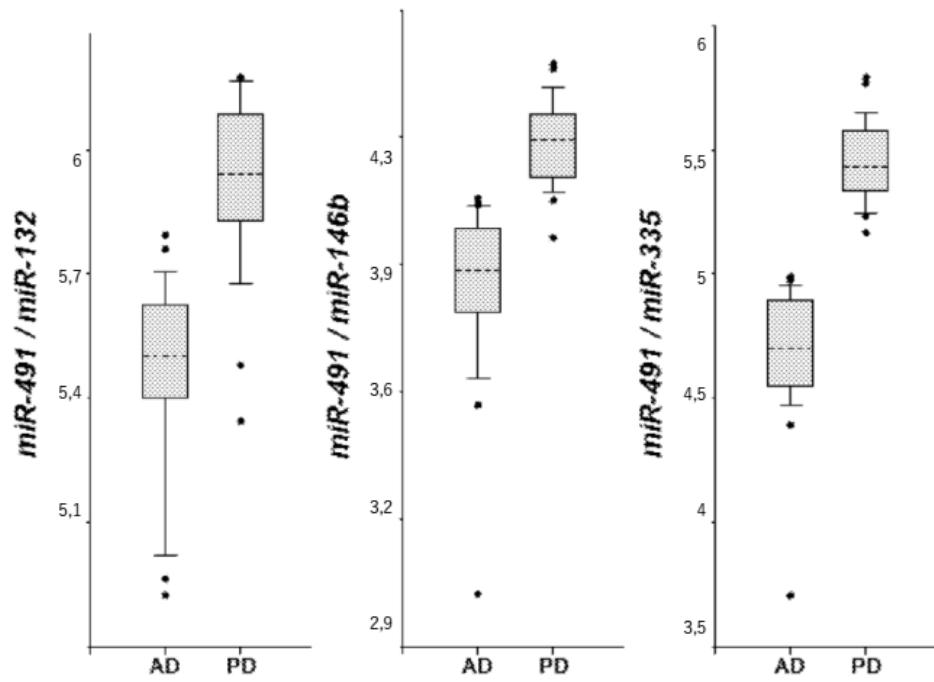 miR-491 / miR-132
6
5,7
5,4
5,1
AD PD
miR-491 / miR-146b
4,3
3,9
3,6
3,2
2,9
AD PD
miR-491 / miR-335
6
5,5
5
4,5
4
3,5
AD PD